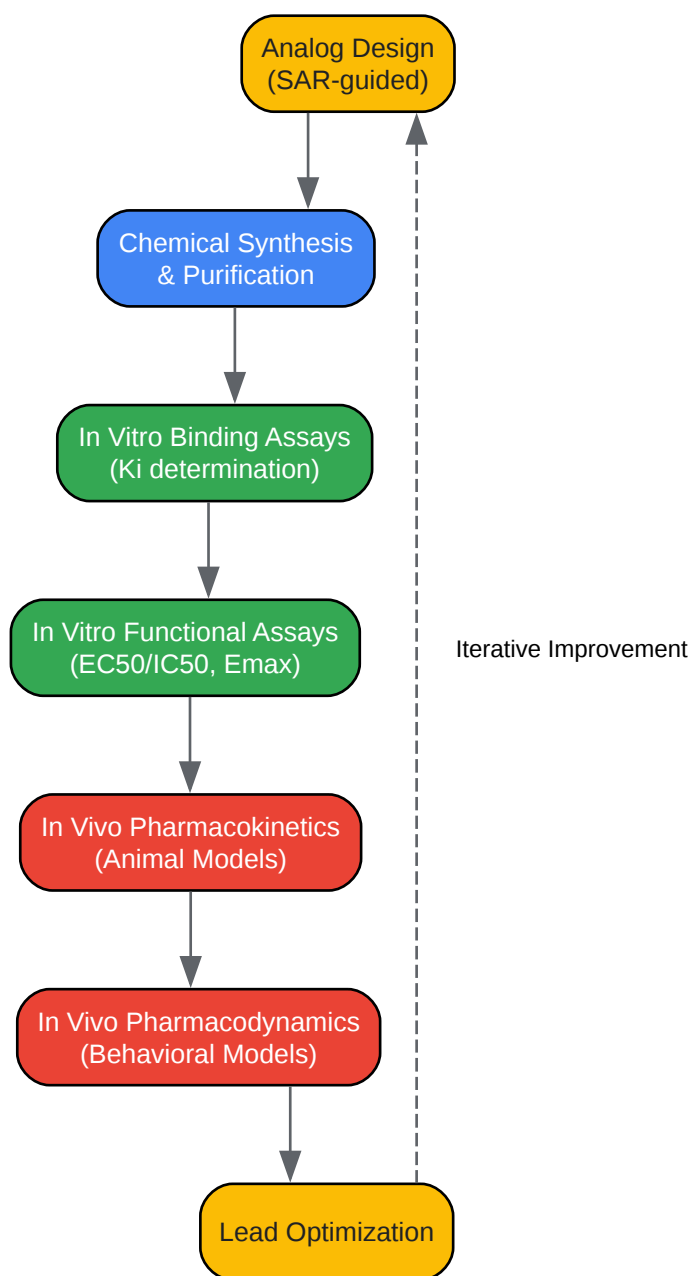 Analog Design
(SAR-guided)
Chemical Synthesis
& Purification
In Vitro Binding Assays
(Ki determination)
In Vitro Functional Assays
(EC50/IC50, Emax)
Iterative Improvement
In Vivo Pharmacokinetics
(Animal Models)
In Vivo Pharmacodynamics
(Behavioral Models)
Lead Optimization